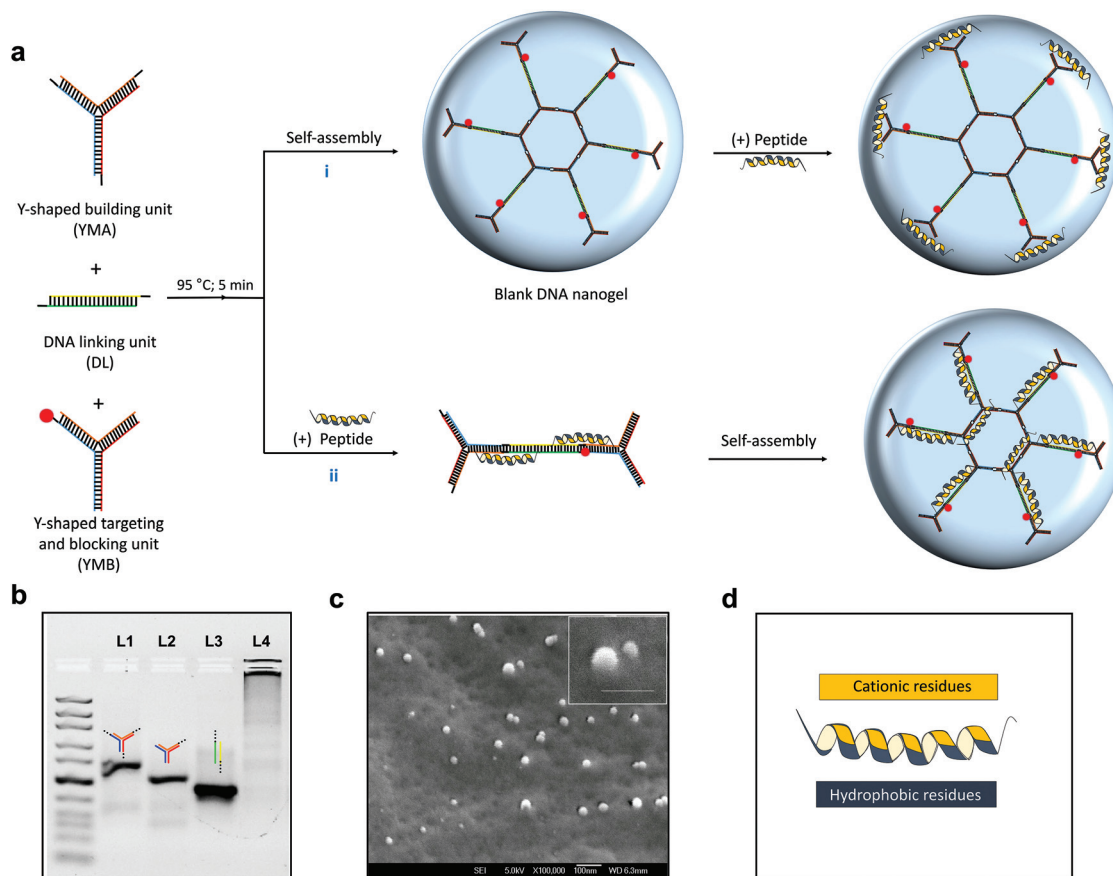 a
Y-shaped building unit
(YMA)
+
DNA linking unit
(DL)
+
Y-shaped targeting
and blocking unit
(YMB)
95 °C; 5 min
Self-assembly
i
Blank DNA nanogel
(+) Peptide
(+) Peptide
ii
Self-assembly
b
L1 L2 L3 L4
c
SEI 5.0kV X100,000 100nm WD 6.3mm
d
Cationic residues
Hydrophobic residues